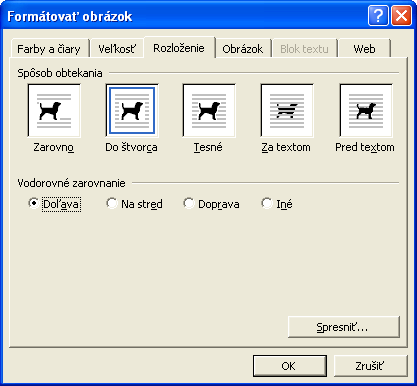 Formátovať obrázok
Farby a čiary Veľkosť Rozloženie Obrázok Blok textu Web
Spôsob obtekania
Zarovno Do štvorca Tesné Za textom Pred textom
Vodorovné zarovnanie
Doľava Na stred Doprava Iné
Spresniť...
OK Zrušiť